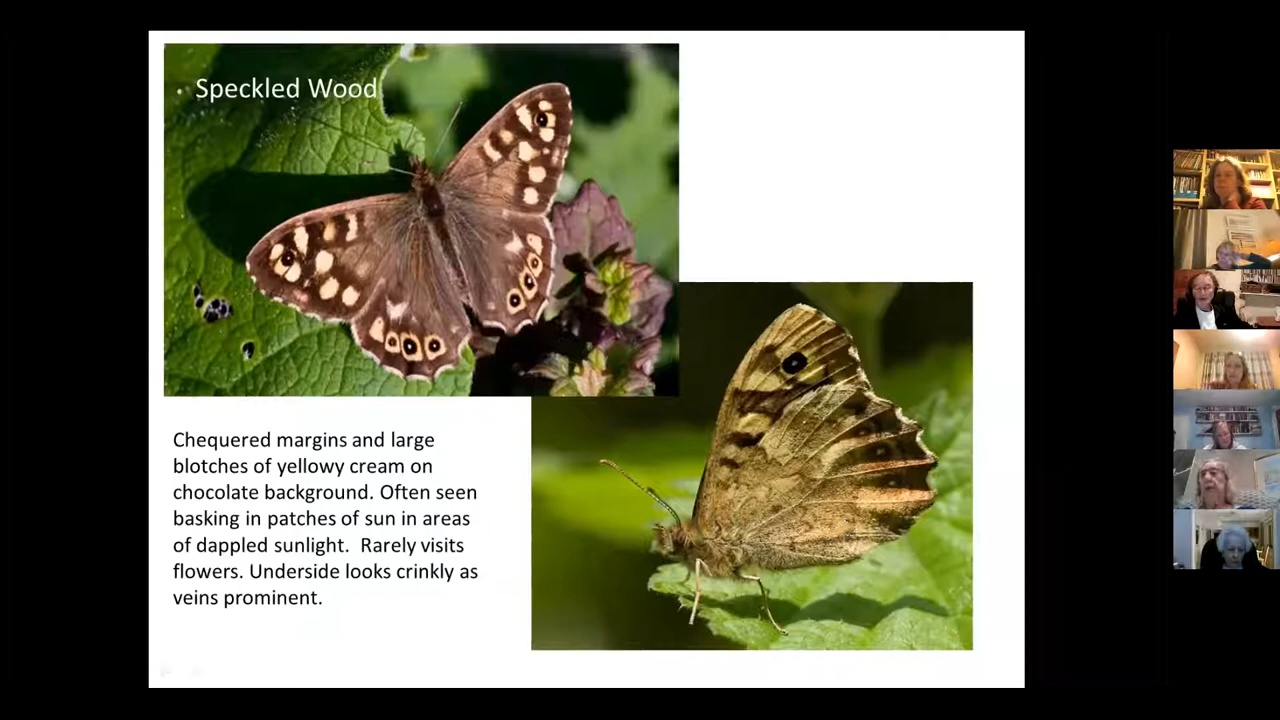 • Speckled Wood
Chequered margins and large
blotches of yellowy cream on
chocolate background. Often seen
basking in patches of sun in areas
of dappled sunlight.  Rarely visits
flowers. Underside looks crinkly as
veins prominent.